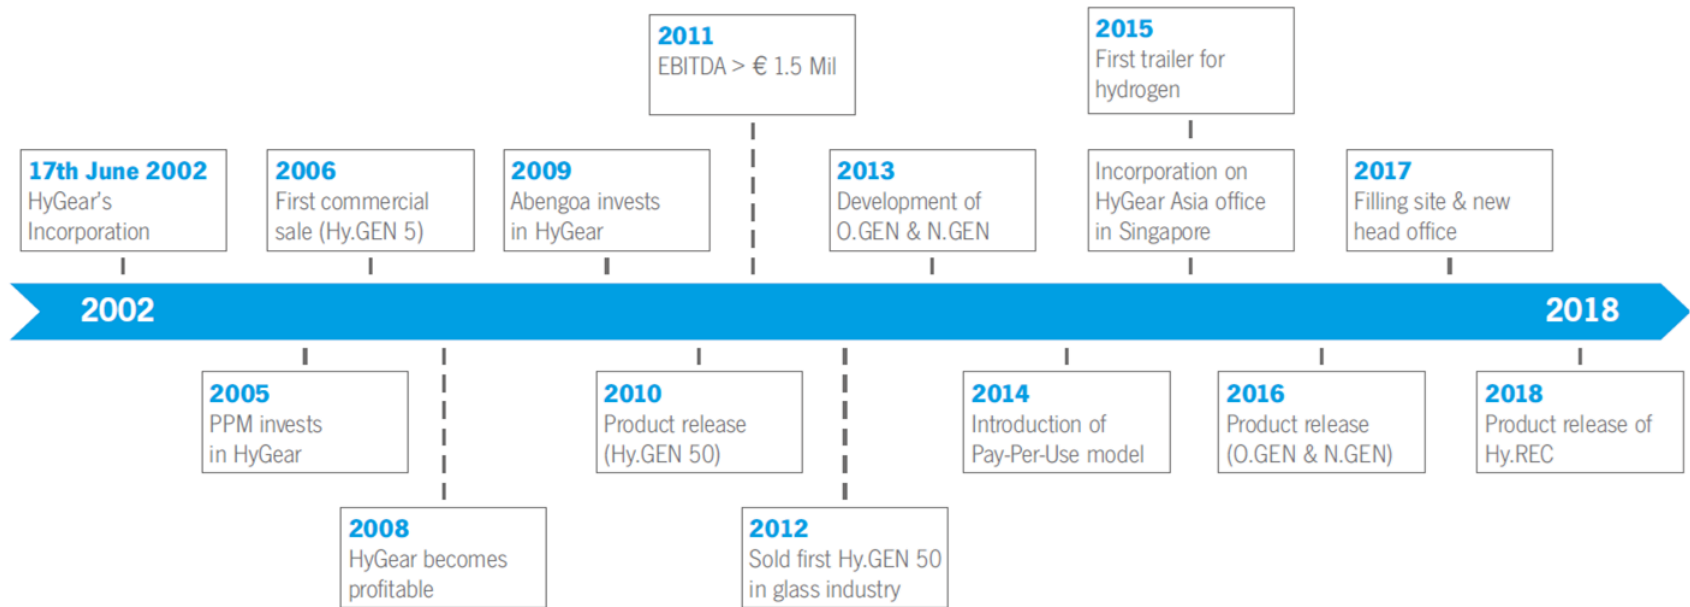 2011
EBITDA > € 1.5 Mil
2015
First trailer for
hydrogen
17th June 2002
HyGear's
Incorporation
2006
First commercial
sale (Hy.GEN 5)
2009
Abengoa invests
in HyGear
2013
Development of
O.GEN & N.GEN
Incorporation on
HyGear Asia office
in Singapore
2017
Filling site & new
head office
2002
2018
2005
PPM invests
in HyGear
2010
Product release
(Hy.GEN 50)
2014
Introduction of
Pay-Per-Use model
2016
Product release
(O.GEN & N.GEN)
2018
Product release of
Hy.REC
2008
HyGear becomes
profitable
2012
Sold first Hy.GEN 50
in glass industry